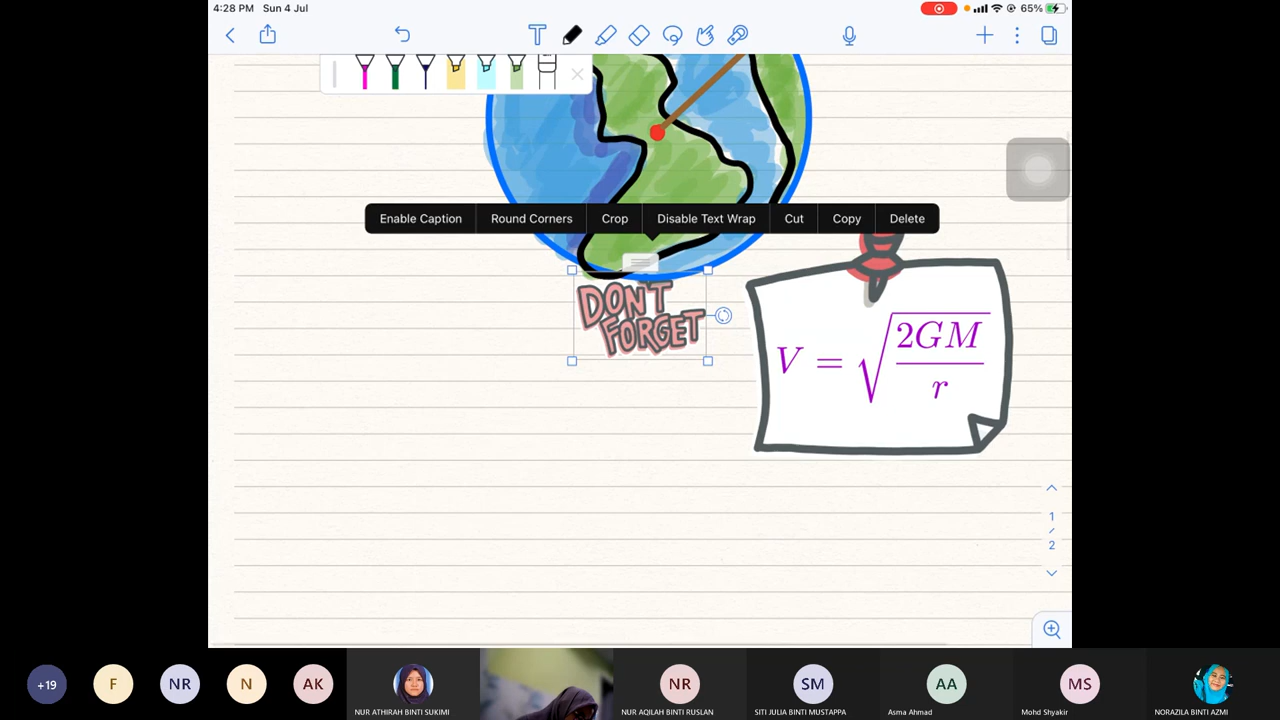 4:28 PM Sun 4 Jul
65%
Enable Caption Round Corners Crop Disable Text Wrap Cut Copy Delete
DON'T
FORGET
V = √(2GM/r)
1
/
2
+19 F NR N AK NR SM AA MS
NUR ATHIRAH BINTI SUKIMI NUR AQILAH BINTI RUSLAN SITI JULIA BINTI MUSTAPPA Asma Ahmad Mohd Shyakir NORAZILA BINTI AZMI